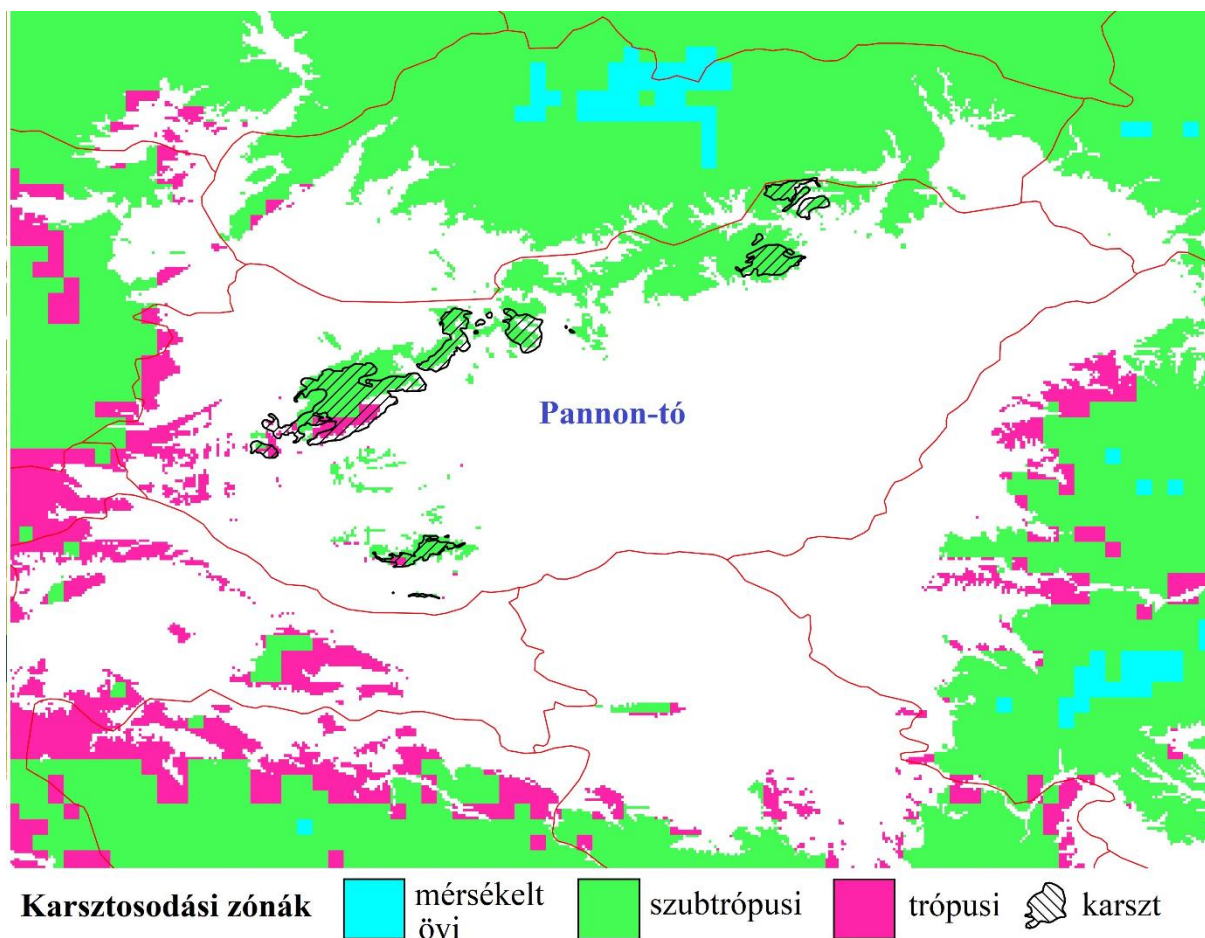 Pannon-tó
Karsztosodási zónák
mérsékelt
övi
szubtrópusi
trópusi
karszt